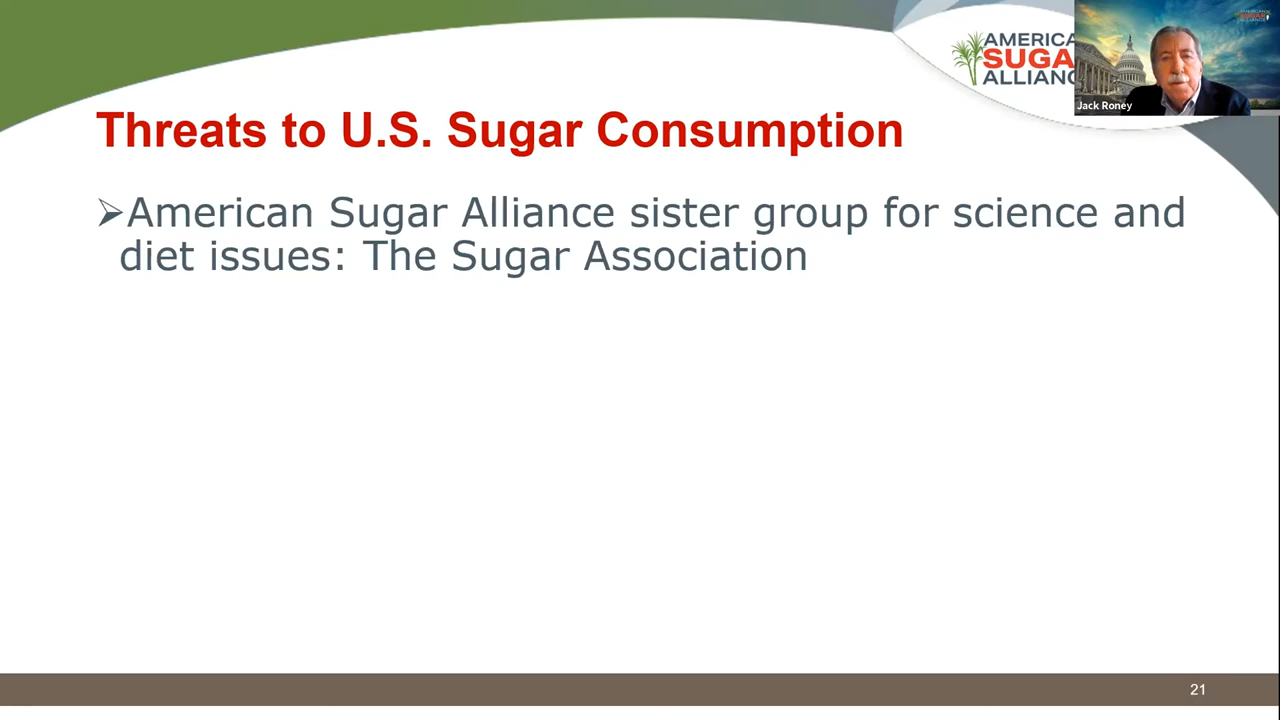 AMERICA
SUGA
ALLIANC
Jack Roney
Threats to U.S. Sugar Consumption
➢American Sugar Alliance sister group for science and
diet issues: The Sugar Association
21